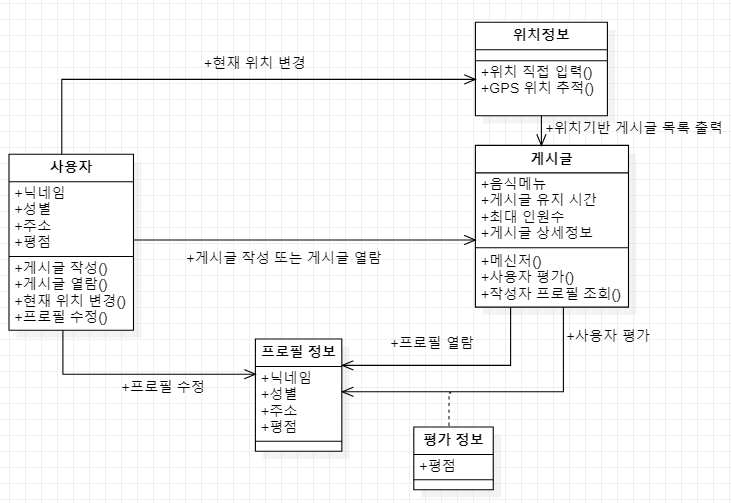 위치정보
+위치 직접 입력()
+GPS 위치 추적()
+현재 위치 변경
+위치기반 게시글 목록 출력
사용자
+닉네임
+성별
+주소
+평점
+게시글 작성()
+게시글 열람()
+현재 위치 변경()
+프로필 수정()
게시글
+음식메뉴
+게시글 유지 시간
+최대 인원수
+게시글 상세정보
+메신저()
+사용자 평가()
+작성자 프로필 조회()
+게시글 작성 또는 게시글 열람
+프로필 열람
+사용자 평가
+프로필 수정
프로필 정보
+닉네임
+성별
+주소
+평점
평가 정보
+평점